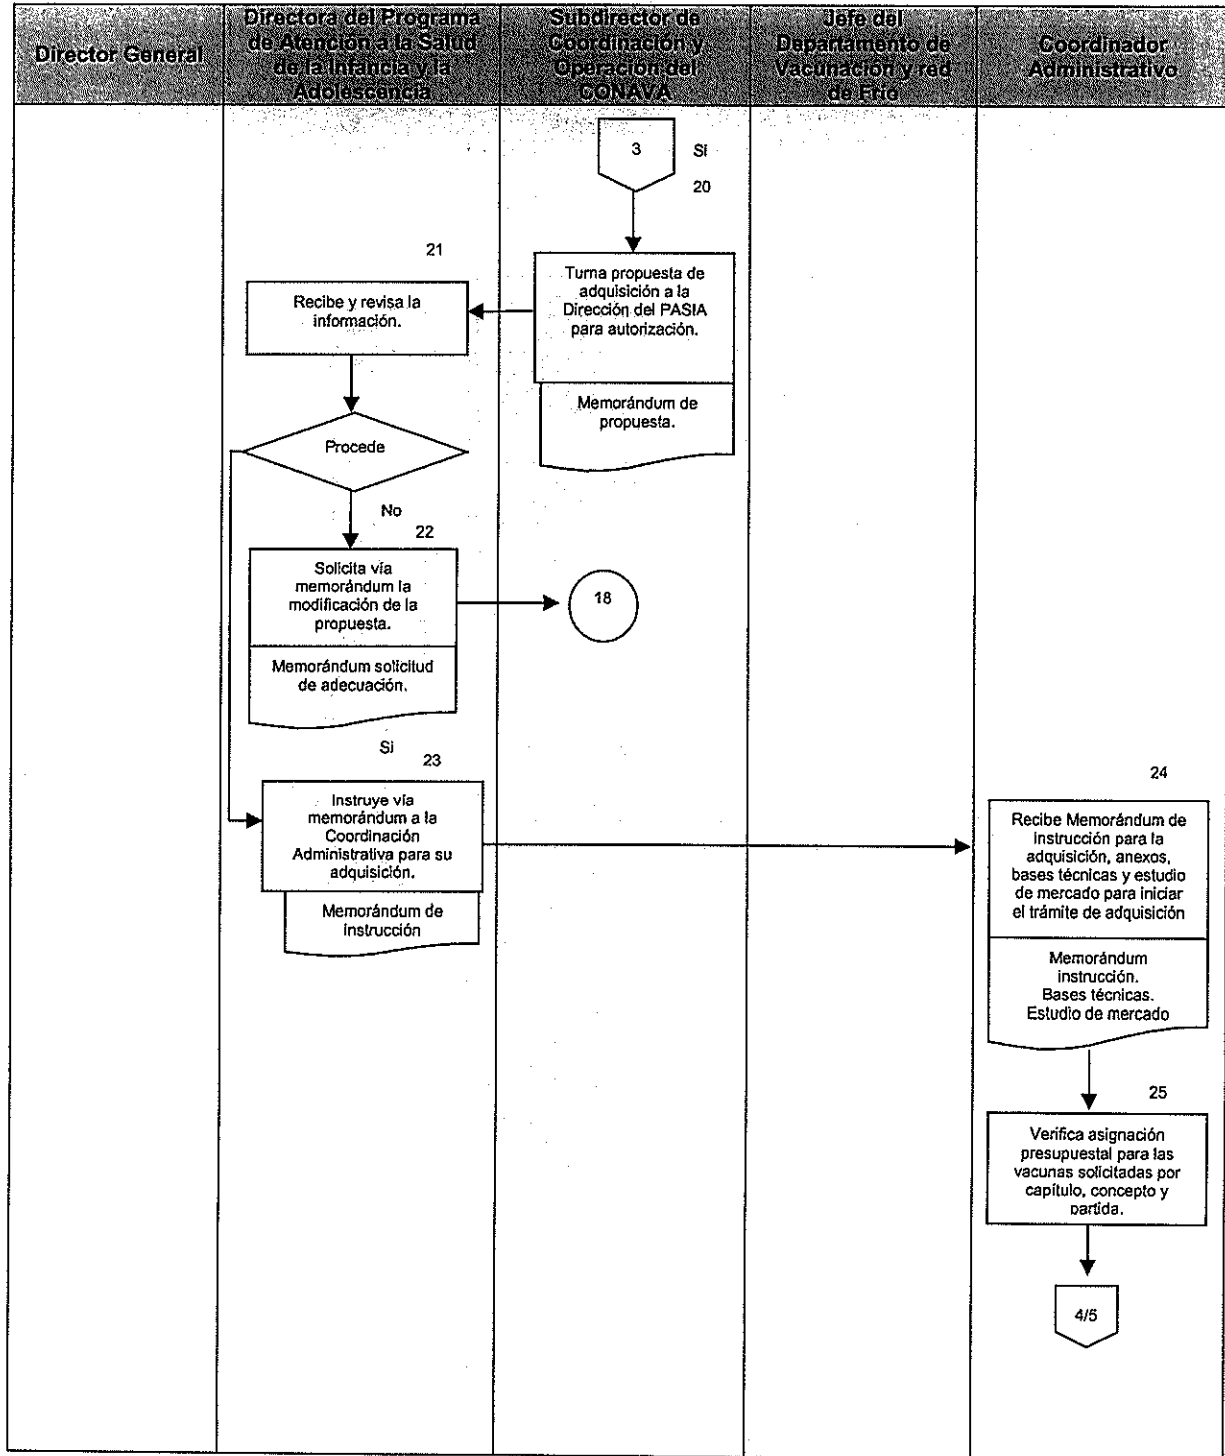 Director General
Directora del Programa
de Atención a la Salud
de la Infancia y la
Adolescencia
Subdirector de
Coordinación y
Operación del
CONAVA
Jefe del
Departamento de
Vacunación y red
de Frío
Coordinador
Administrativo
3
Si
20
Turna propuesta de
adquisición a la
Dirección del PASIA
para autorización.
Memorándum de
propuesta.
21
Recibe y revisa la
información.
Procede
No
22
Solicita vía
memorándum la
modificación de la
propuesta.
Memorándum solicitud
de adecuación.
18
Si
23
Instruye vía
memorándum a la
Coordinación
Administrativa para su
adquisición.
Memorándum de
instrucción
24
Recibe Memorándum de
instrucción para la
adquisición, anexos,
bases técnicas y estudio
de mercado para iniciar
el trámite de adquisición
Memorándum
instrucción.
Bases técnicas.
Estudio de mercado
25
Verifica asignación
presupuestal para las
vacunas solicitadas por
capítulo, concepto y
partida.
4/5